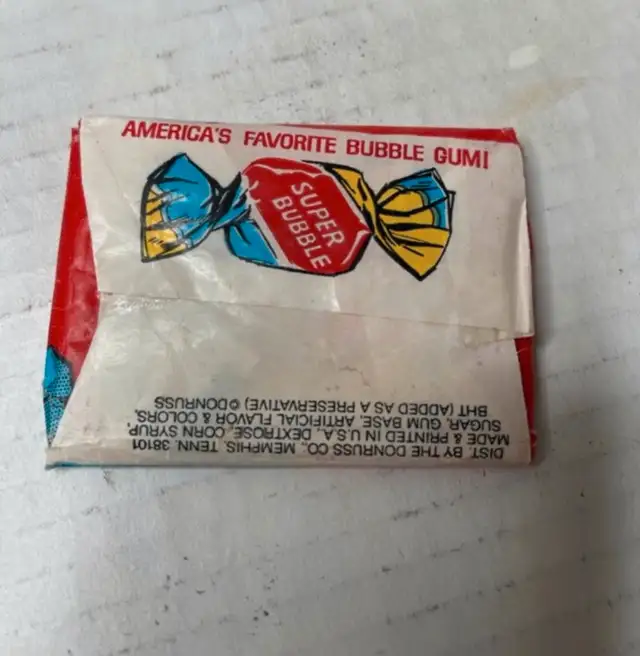 AMERICA'S FAVORITE BUBBLE GUM!
SUPER
BUBBLE
DIST. BY THE DONRUSS CO., MEMPHIS, TENN. 38101
MADE & PRINTED IN U.S.A. DEXTROSE, CORN SYRUP,
SUGAR, GUM BASE, ARTIFICIAL FLAVOR & COLORS,
BHT (ADDED AS A PRESERVATIVE) © DONRUSS